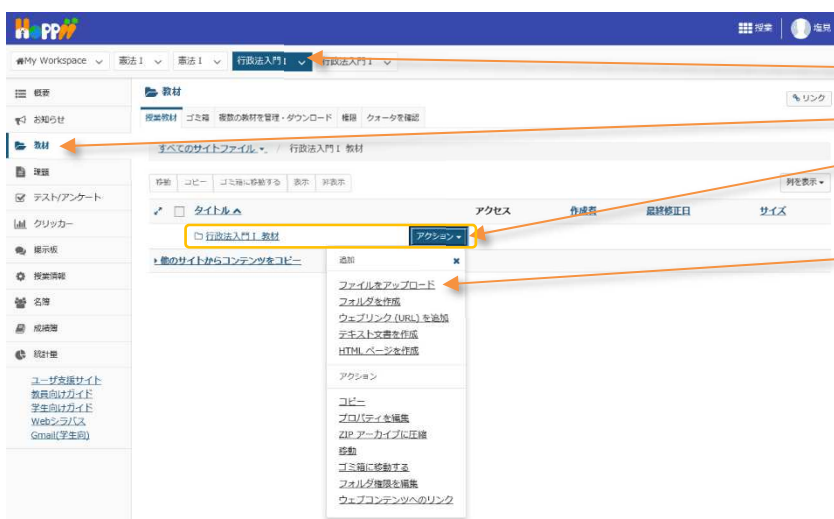 HoPPii
授業
塩見
My Workspace
憲法 I
憲法 I
行政法入門 I
行政法入門 I
概要
お知らせ
教材
課題
テスト/アンケート
クリッカー
掲示板
授業情報
名簿
成績簿
統計量
ユーザ支援サイト
教員向けガイド
学生向けガイド
Webシラバス
Gmail(学生向)
教材
リンク
授業教材 ゴミ箱 複数の教材を管理・ダウンロード 権限 クォータを確認
すべてのサイトファイル / 行政法入門 I 教材
移動 コピー ゴミ箱に移動する 表示 非表示
列を表示
タイトル アクセス 作成者 最終修正日 サイズ
行政法入門 I 教材 アクション
他のサイトからコンテンツをコピー
追加
ファイルをアップロード
フォルダを作成
ウェブリンク (URL) を追加
テキスト文書を作成
HTML ページを作成
アクション
コピー
プロパティを編集
ZIP アーカイブに圧縮
移動
ゴミ箱に移動する
フォルダ権限を編集
ウェブコンテンツへのリンク